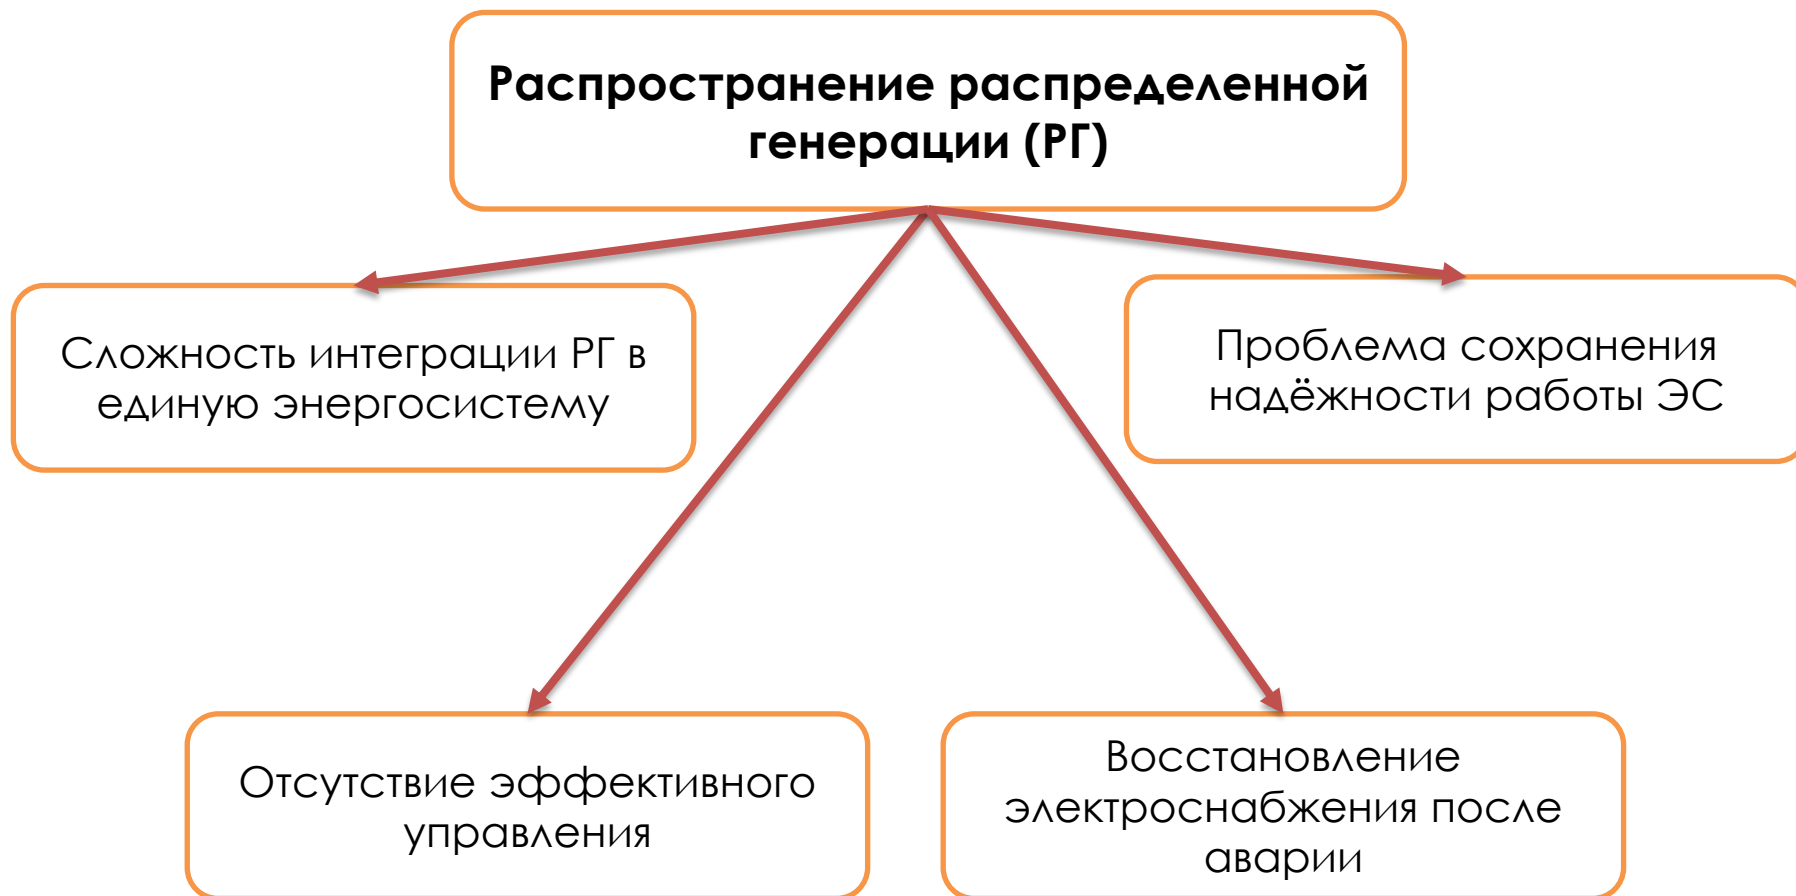 Распространение распределенной
генерации (РГ)
Сложность интеграции РГ в
единую энергосистему
Проблема сохранения
надёжности работы ЭС
Отсутствие эффективного
управления
Восстановление
электроснабжения после
аварии